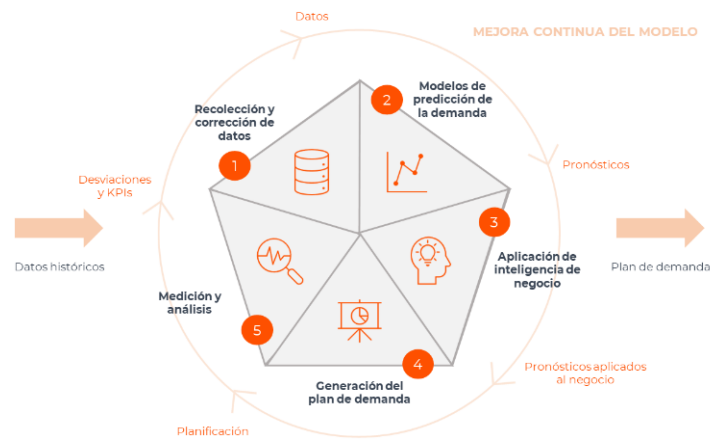 Datos
MEJORA CONTINUA DEL MODELO
Recolección y
corrección de
datos
1
2
Modelos de
predicción de
la demanda
Desviaciones
y KPIs
Pronósticos
Datos históricos
3
Aplicación de
inteligencia de
negocio
Plan de demanda
Medición y
análisis
5
4
Generación del
plan de demanda
Pronósticos aplicados
al negocio
Planificación